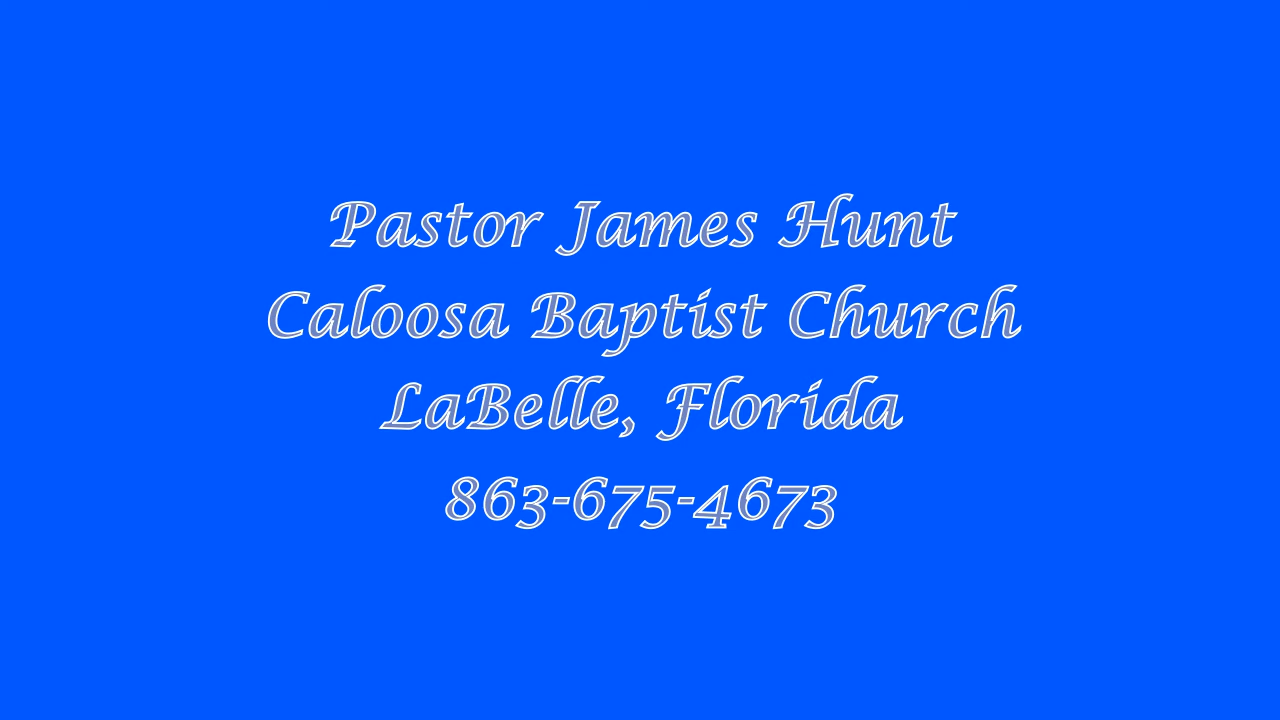 Pastor James Hunt
Caloosa Baptist Church
LaBelle, Florida
863-675-4673